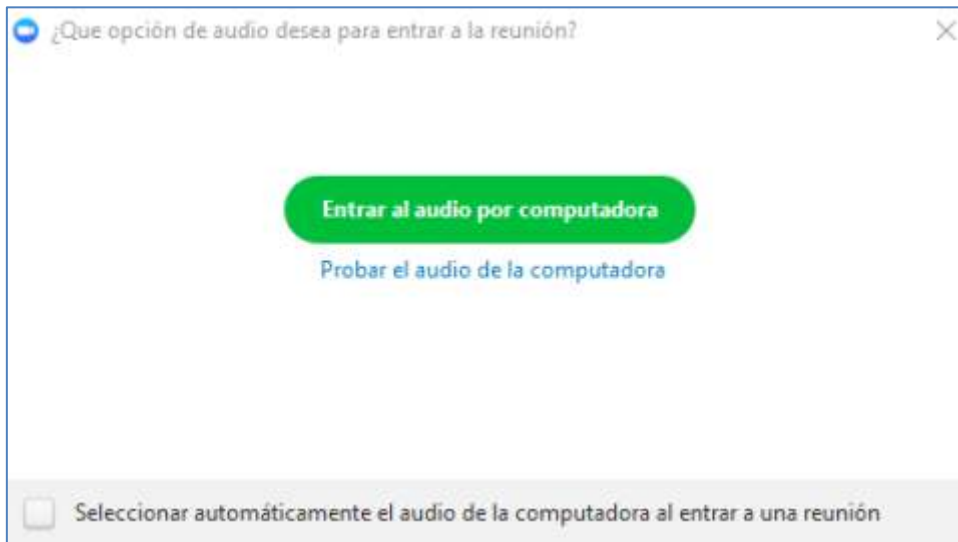 ¿Que opción de audio desea para entrar a la reunión?
Entrar al audio por computadora
Probar el audio de la computadora
Seleccionar automáticamente el audio de la computadora al entrar a una reunión